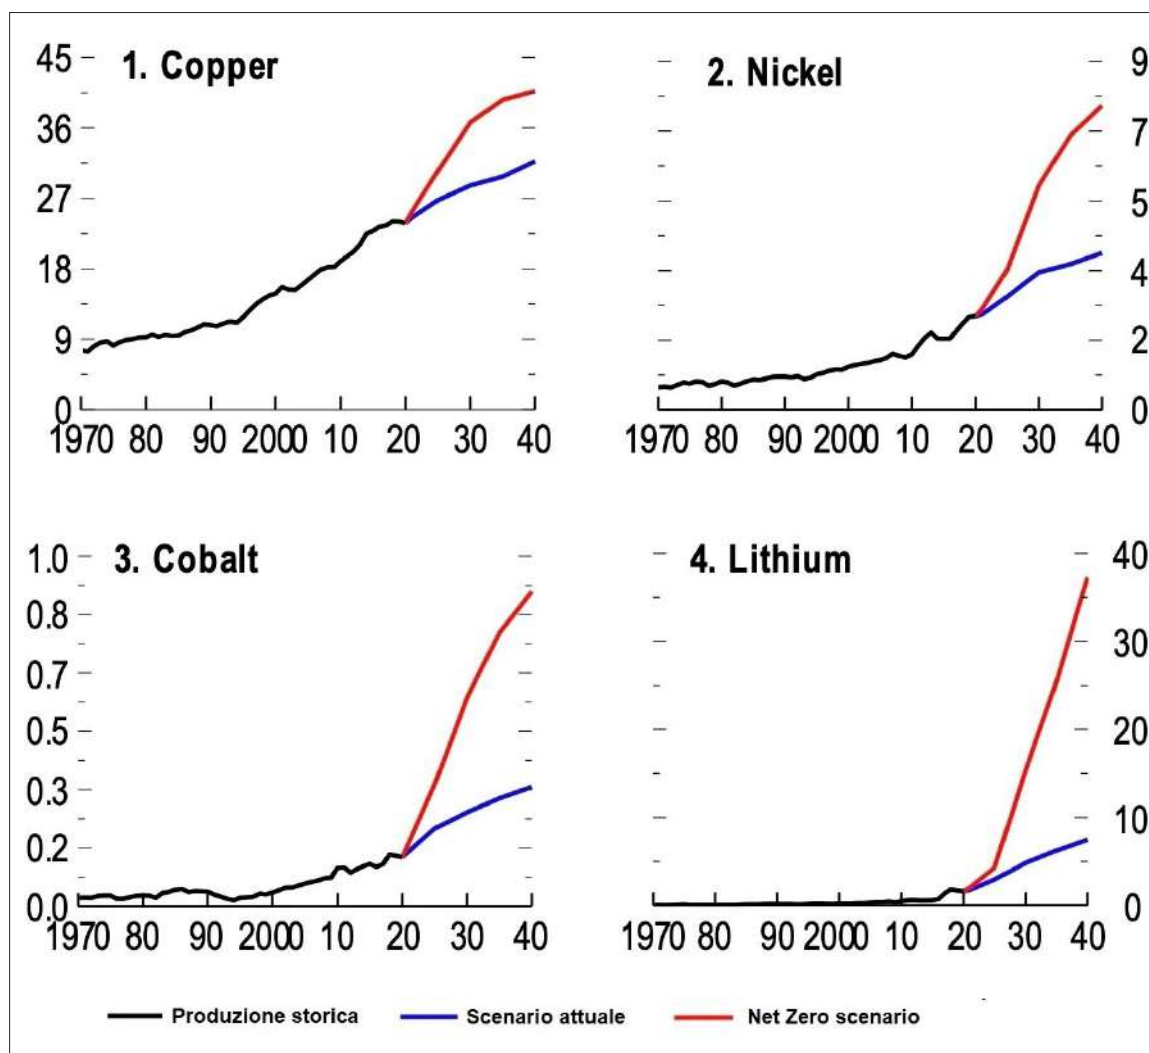 1. Copper
45
36
27
18
9
0
1970 80 90 2000 10 20 30 40
2. Nickel
9
7
5
4
2
0
1970 80 90 2000 10 20 30 40
3. Cobalt
1.0
0.8
0.7
0.5
0.3
0.2
0.0
1970 80 90 2000 10 20 30 40
4. Lithium
40
30
20
10
0
1970 80 90 2000 10 20 30 40
Produzione storica Scenario attuale Net Zero scenario